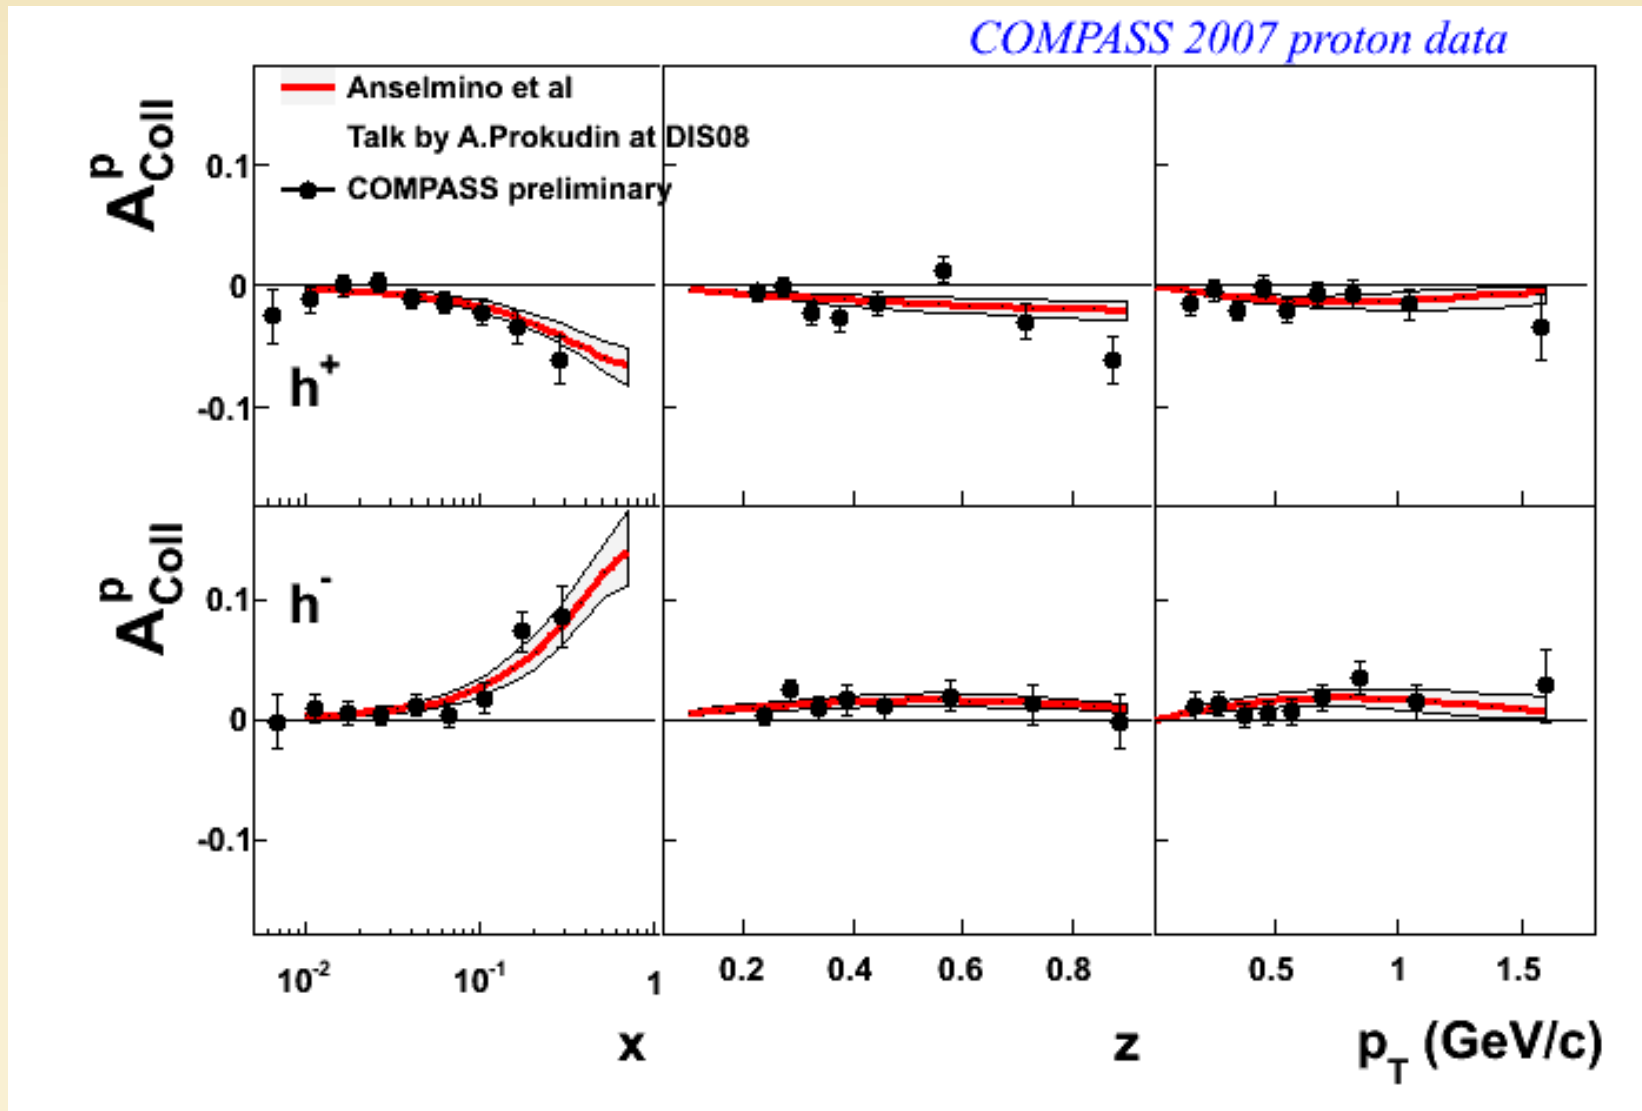 COMPASS 2007 proton data
Anselmino et al
Talk by A.Prokudin at DIS08
COMPASS preliminary
A^p_Coll
0.1
0
-0.1
h^+
A^p_Coll
0.1
0
-0.1
h^-
10^-2 10^-1 1 0.2 0.4 0.6 0.8 0.5 1 1.5
x z p_T (GeV/c)